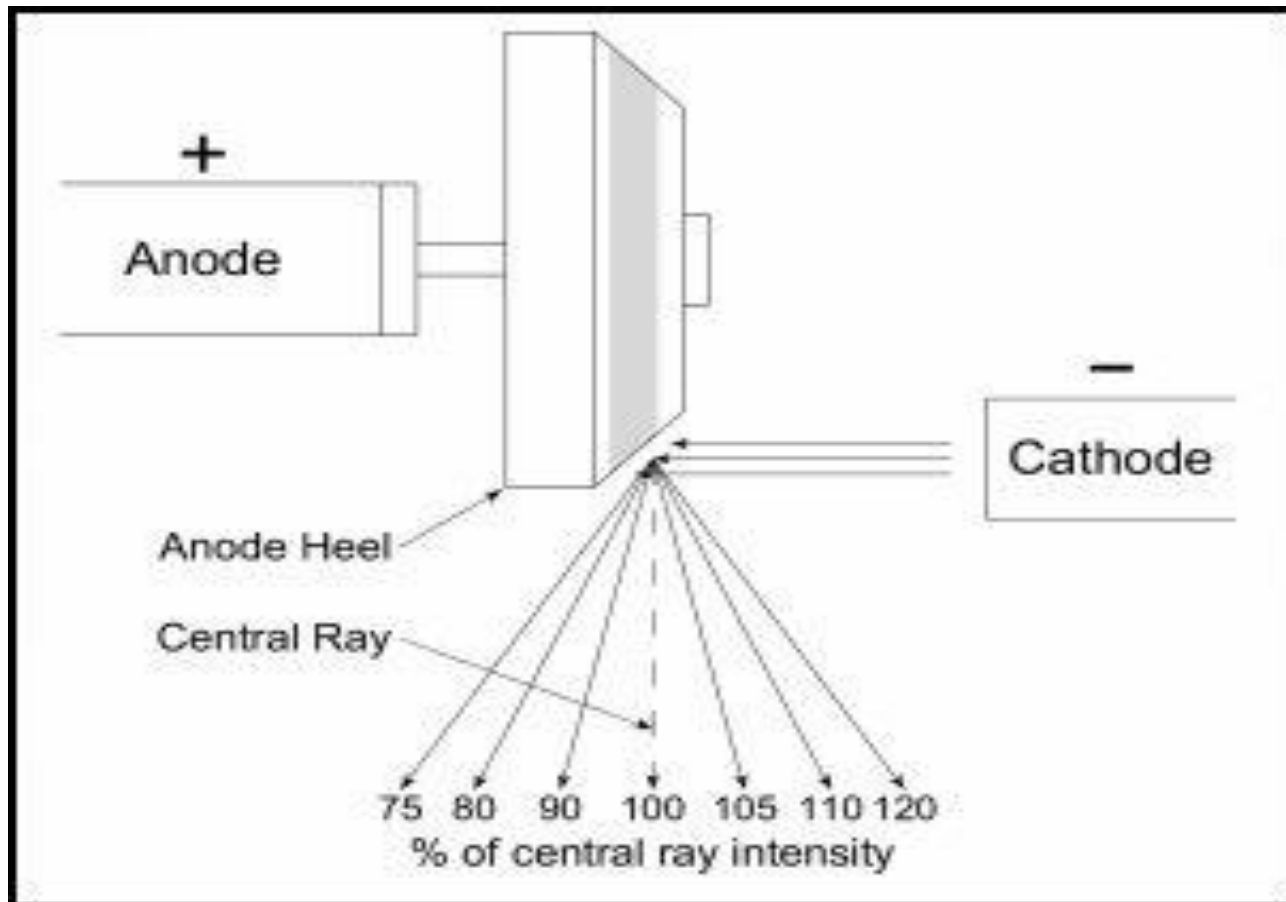 +
Anode
−
Cathode
Anode Heel
Central Ray
75 80 90 100 105 110 120
% of central ray intensity